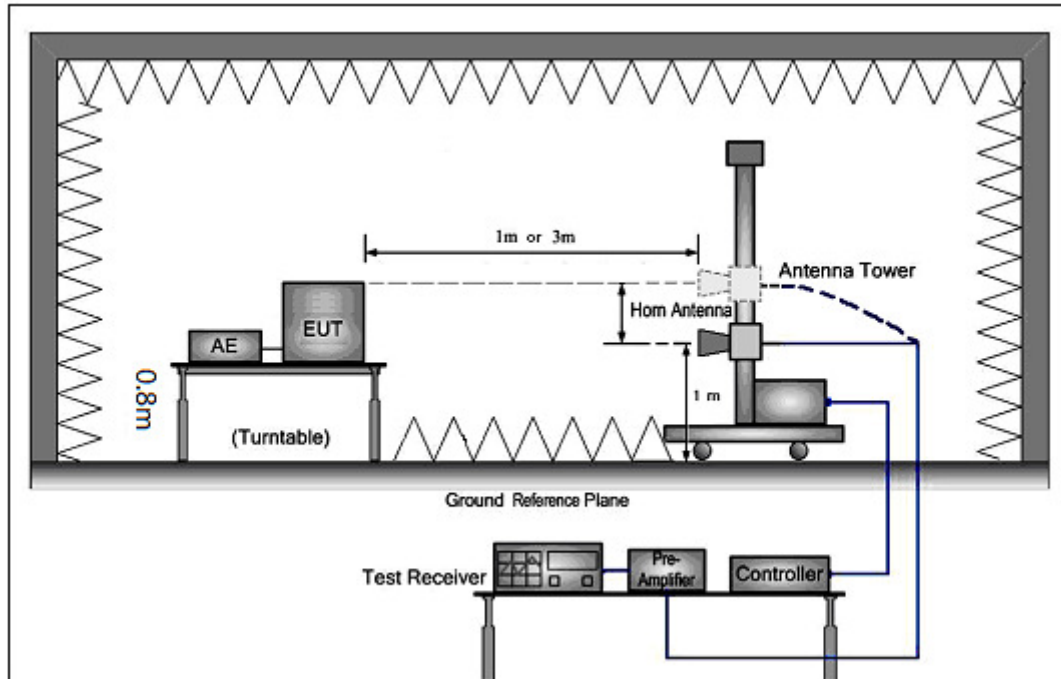 1m or 3m
Antenna Tower
Horn Antenna
EUT
AE
1 m
0.8m
(Turntable)
Ground Reference Plane
Test Receiver
Pre-
Amplifier
Controller